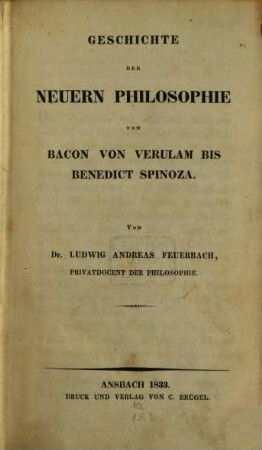 GESCHICHTE
DER
NEUERN PHILOSOPHIE
VON
BACON VON VERULAM BIS
BENEDICT SPINOZA.
VON
Dr. LUDWIG ANDREAS FEUERBACH,
PRIVATDOCENT DER PHILOSOPHIE.
ANSBACH 1833.
DRUCK UND VERLAG VON C. BRÜGEL.